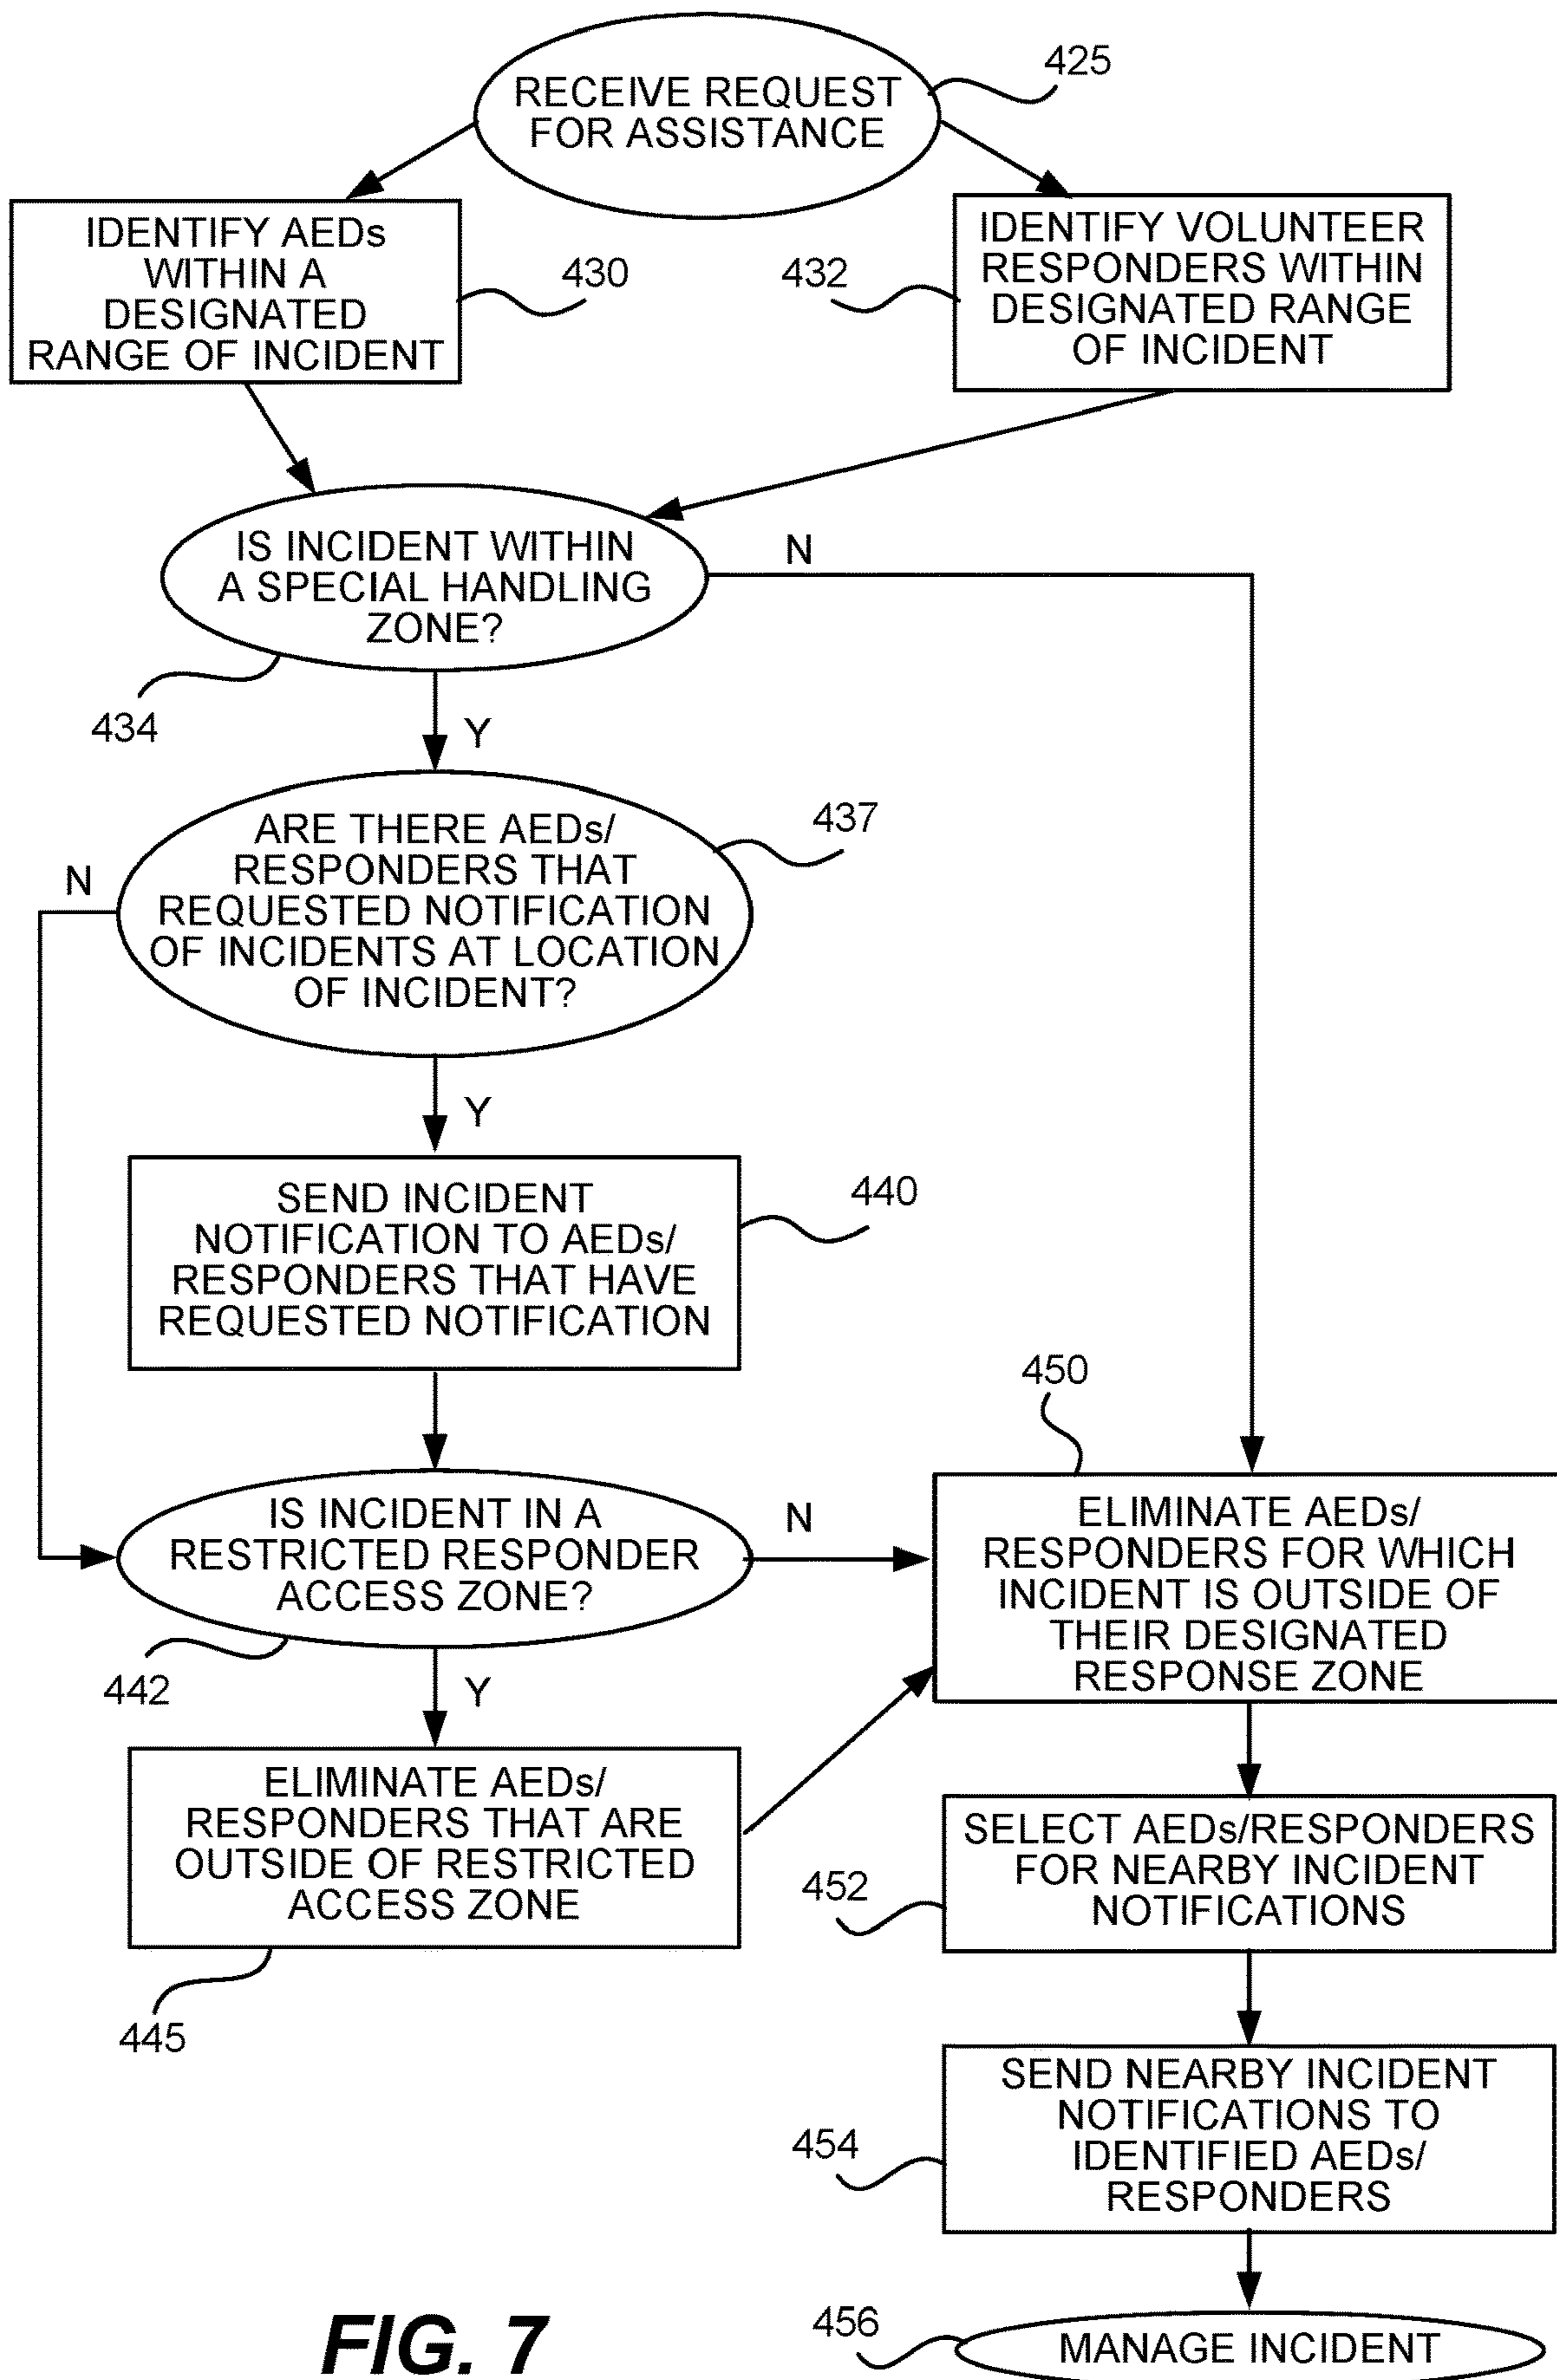 RECEIVE REQUEST
FOR ASSISTANCE
425
IDENTIFY AEDs
WITHIN A
DESIGNATED
RANGE OF INCIDENT
430
432
IDENTIFY VOLUNTEER
RESPONDERS WITHIN
DESIGNATED RANGE
OF INCIDENT
IS INCIDENT WITHIN
A SPECIAL HANDLING
ZONE?
N
434
Y
ARE THERE AEDs/
RESPONDERS THAT
REQUESTED NOTIFICATION
OF INCIDENTS AT LOCATION
OF INCIDENT?
437
N
Y
SEND INCIDENT
NOTIFICATION TO AEDs/
RESPONDERS THAT HAVE
REQUESTED NOTIFICATION
440
IS INCIDENT IN A
RESTRICTED RESPONDER
ACCESS ZONE?
N
442
Y
ELIMINATE AEDs/
RESPONDERS THAT ARE
OUTSIDE OF RESTRICTED
ACCESS ZONE
445
450
ELIMINATE AEDs/
RESPONDERS FOR WHICH
INCIDENT IS OUTSIDE OF
THEIR DESIGNATED
RESPONSE ZONE
SELECT AEDs/RESPONDERS
FOR NEARBY INCIDENT
NOTIFICATIONS
452
SEND NEARBY INCIDENT
NOTIFICATIONS TO
IDENTIFIED AEDs/
RESPONDERS
454
MANAGE INCIDENT
456
FIG. 7